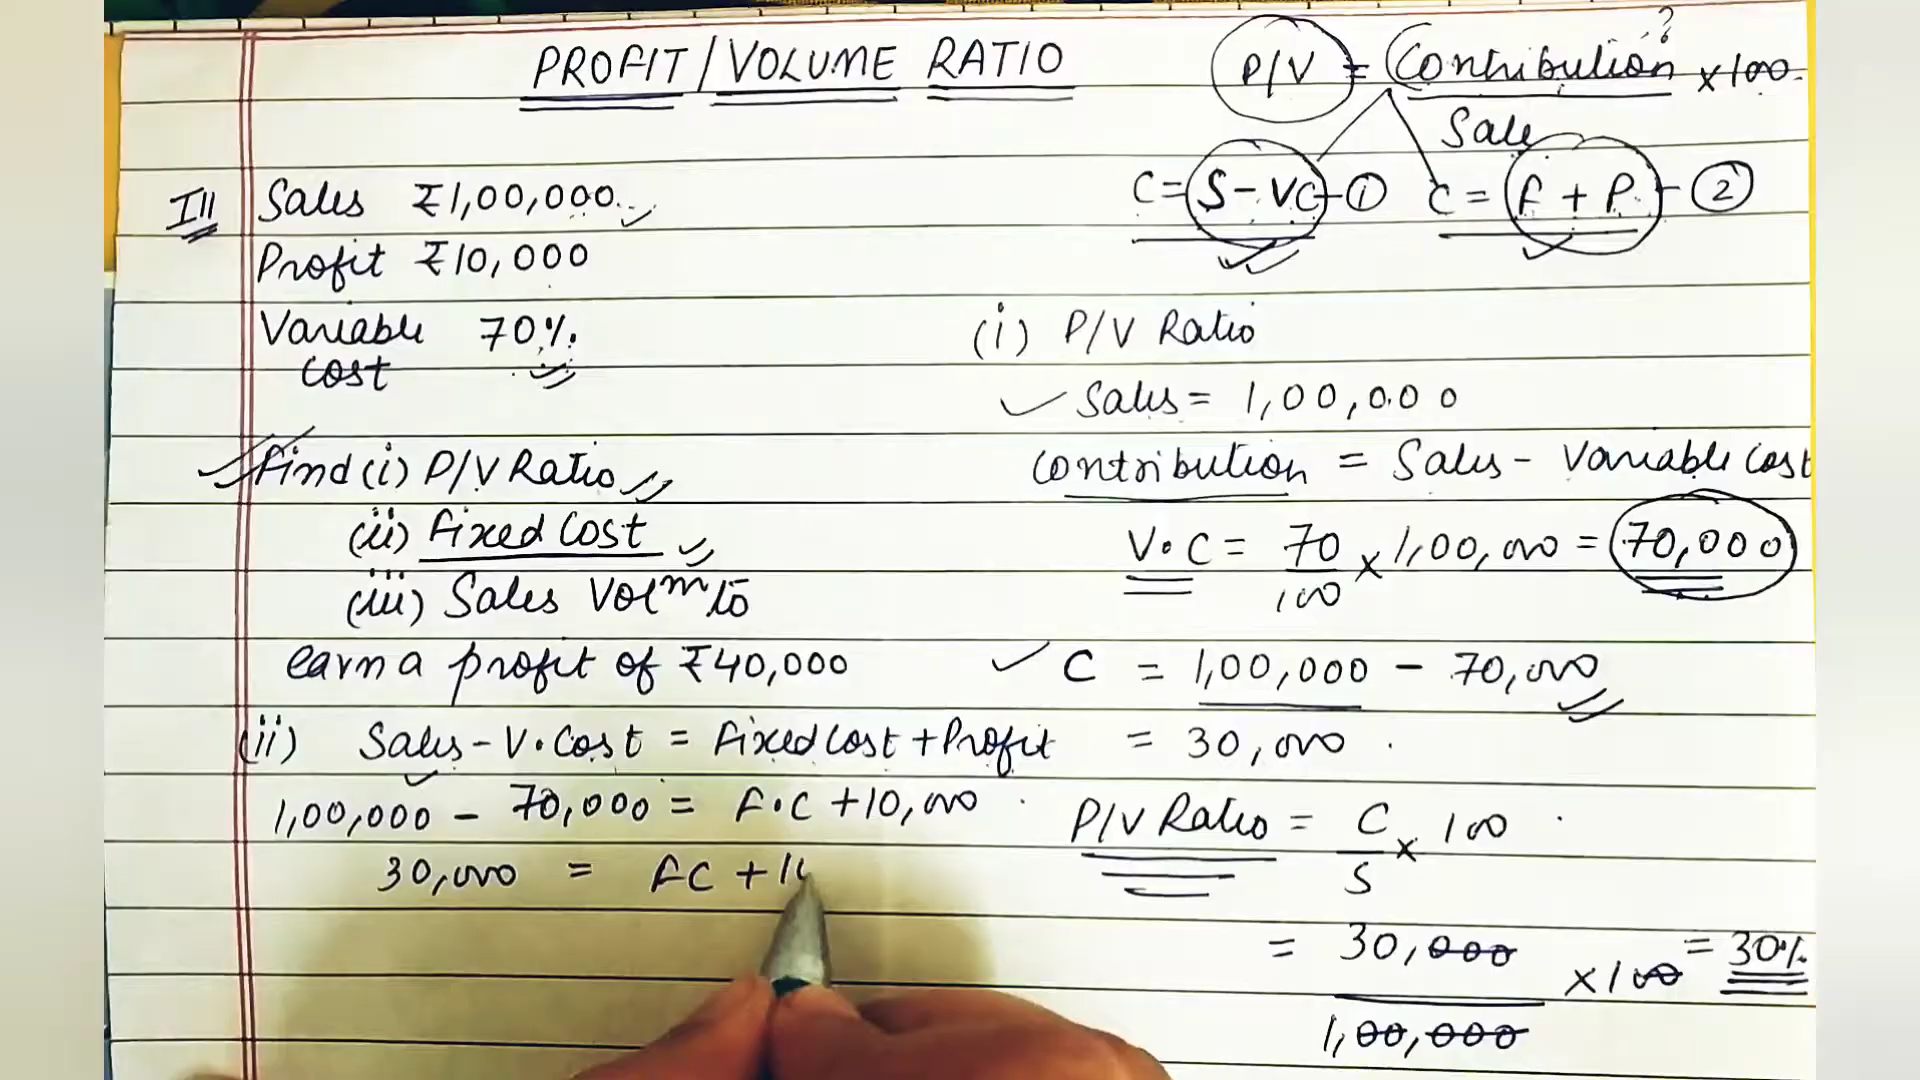 PROFIT/VOLUME RATIO
P/V = Contribution? × 100.
Sale
C = S - VC - ① C = F + P - ②
Ill
Sales ₹1,00,000.
Profit ₹10,000
Variable 70%.
Cost
Find (i) P/V Ratio
(ii) Fixed Cost
(iii) Sales Volm to
earn a profit of ₹40,000
(ii) Sales - V.Cost = Fixed Cost + Profit
1,00,000 - 70,000 = F.C + 10,000
30,000 = FC + 10
(i) P/V Ratio
Sales = 1,00,000
Contribution = Sales - Variable Cost
V.C = 70/100 × 1,00,000 = 70,000
C = 1,00,000 - 70,000
= 30,000
P/V Ratio = C/S × 100
= 30,000/1,00,000 × 100 = 30%